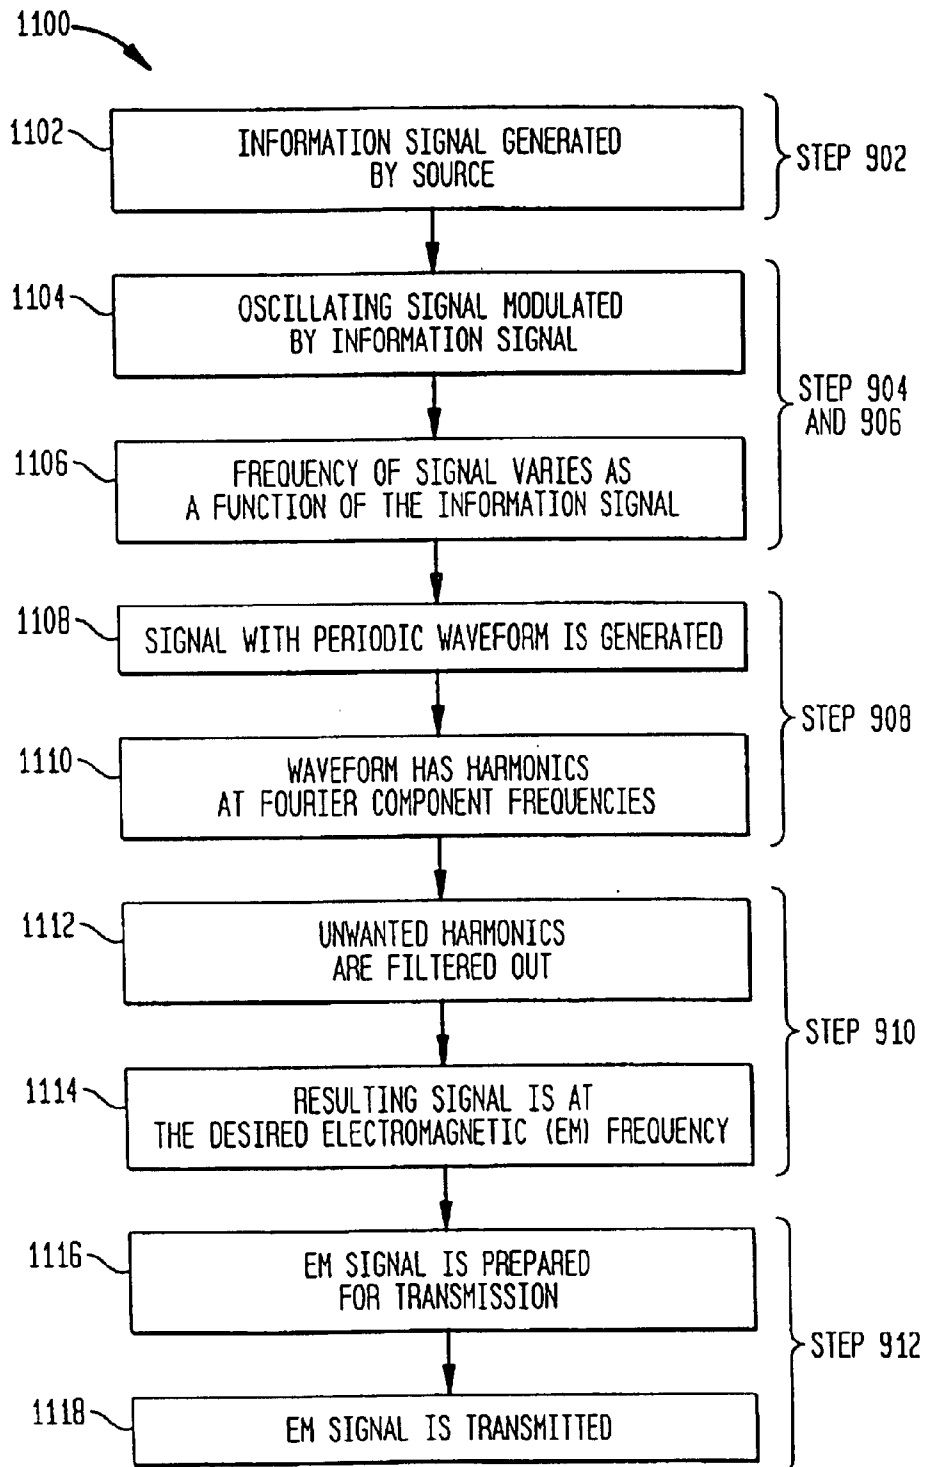 1100
1102
INFORMATION SIGNAL GENERATED
BY SOURCE
STEP 902
1104
OSCILLATING SIGNAL MODULATED
BY INFORMATION SIGNAL
STEP 904
AND 906
1106
FREQUENCY OF SIGNAL VARIES AS
A FUNCTION OF THE INFORMATION SIGNAL
1108
SIGNAL WITH PERIODIC WAVEFORM IS GENERATED
STEP 908
1110
WAVEFORM HAS HARMONICS
AT FOURIER COMPONENT FREQUENCIES
1112
UNWANTED HARMONICS
ARE FILTERED OUT
STEP 910
1114
RESULTING SIGNAL IS AT
THE DESIRED ELECTROMAGNETIC (EM) FREQUENCY
1116
EM SIGNAL IS PREPARED
FOR TRANSMISSION
STEP 912
1118
EM SIGNAL IS TRANSMITTED